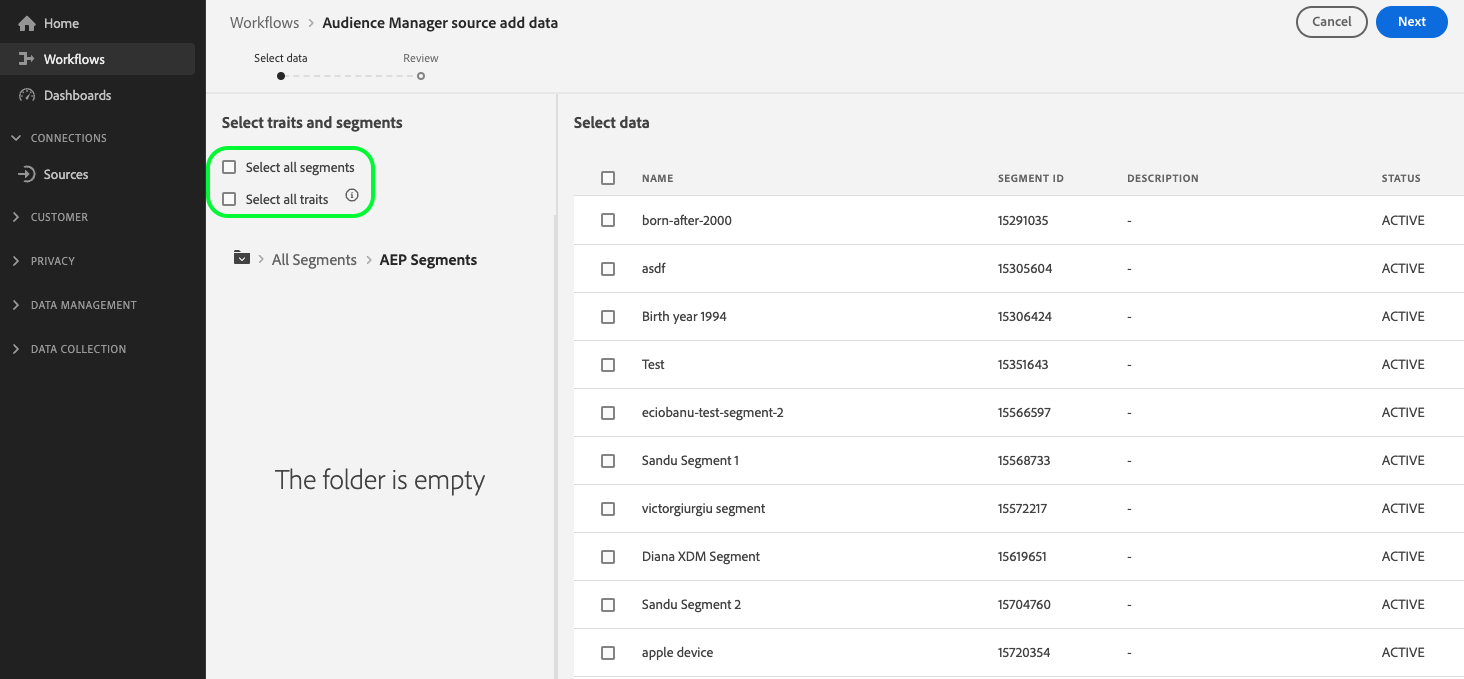 Home
Workflows
Dashboards
CONNECTIONS
Sources
CUSTOMER
PRIVACY
DATA MANAGEMENT
DATA COLLECTION
Workflows > Audience Manager source add data
Cancel
Next
Select data
Review
Select traits and segments
Select all segments
Select all traits
> All Segments > AEP Segments
The folder is empty
Select data
NAME SEGMENT ID DESCRIPTION STATUS
born-after-2000 15291035 - ACTIVE
asdf 15305604 - ACTIVE
Birth year 1994 15306424 - ACTIVE
Test 15351643 - ACTIVE
eciobanu-test-segment-2 15566597 - ACTIVE
Sandu Segment 1 15568733 - ACTIVE
victorgiurgiu segment 15572217 - ACTIVE
Diana XDM Segment 15619651 - ACTIVE
Sandu Segment 2 15704760 - ACTIVE
apple device 15720354 - ACTIVE